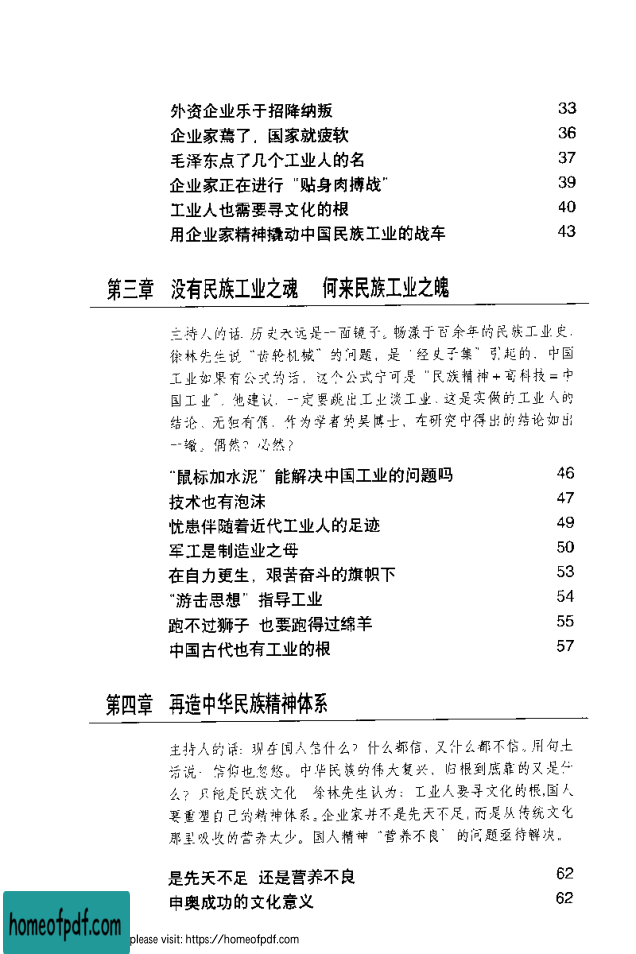 外资企业乐于招降纳叛 33
企业家蔫了，国家就疲软 36
毛泽东点了几个工业人的名 37
企业家正在进行“贴身肉搏战” 39
工业人也需要寻文化的根 40
用企业家精神撬动中国民族工业的战车 43
第三章 没有民族工业之魂 何来民族工业之魄
主持人的话：历史永远是一面镜子。畅漾于百余年的民族工业史，
徐林先生说“齿轮机械”的问题，是“经史子集”引起的。中国
工业如果有公式的话，这个公式宁可是“民族精神＋高科技＝中
国工业”。他建议，一定要跳出工业谈工业。这是实做的工业人的
结论。无独有偶，作为学者的吴博士，在研究中得出的结论如出
一辙。偶然？必然？
“鼠标加水泥”能解决中国工业的问题吗 46
技术也有泡沫 47
忧患伴随着近代工业人的足迹 49
军工是制造业之母 50
在自力更生，艰苦奋斗的旗帜下 53
“游击思想”指导工业 54
跑不过狮子 也要跑得过绵羊 55
中国古代也有工业的根 57
第四章 再造中华民族精神体系
主持人的话：现在国人信什么？什么都信，又什么都不信。用句土
话说：信仰也忽悠。中华民族的伟大复兴，归根到底靠的又是什
么？只能是民族文化。徐林先生认为：工业人要寻文化的根，国人
要重塑自己的精神体系。企业家并不是先天不足，而是从传统文化
那里吸收的营养太少。国人精神“营养不良”的问题亟待解决。
是先天不足 还是营养不良 62
申奥成功的文化意义 62
homeofpdf.com
please visit: https://homeofpdf.com